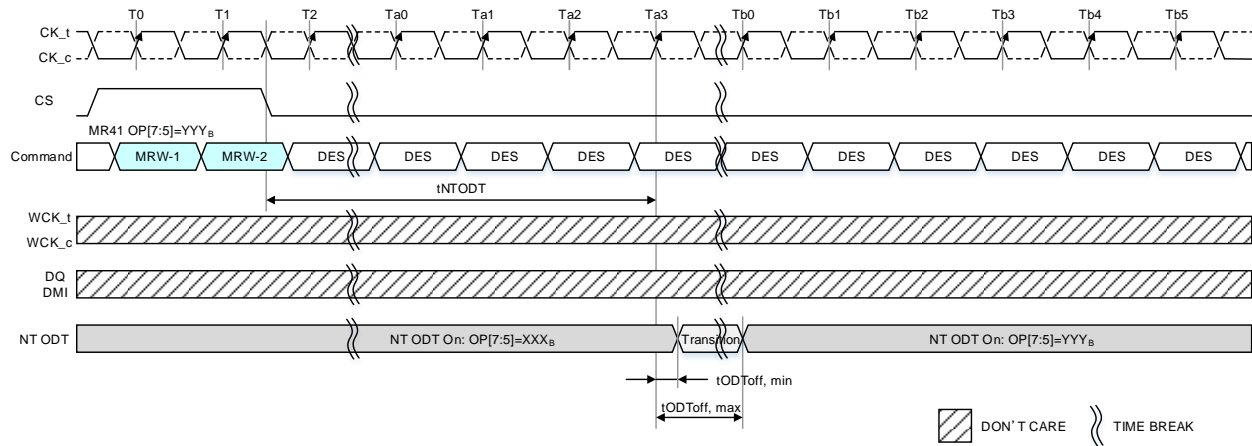 T0 T1 T2 Ta0 Ta1 Ta2 Ta3 Tb0 Tb1 Tb2 Tb3 Tb4 Tb5
CK_t
CK_c
CS
MR41 OP[7:5]=YYYB
Command MRW-1 MRW-2 DES DES DES DES DES DES DES DES DES DES DES
tNTODT
WCK_t
WCK_c
DQ
DMI
NT ODT NT ODT On: OP[7:5]=XXXB Transition NT ODT On: OP[7:5]=YYYB
tODToff, min
tODToff, max
DON'T CARE TIME BREAK